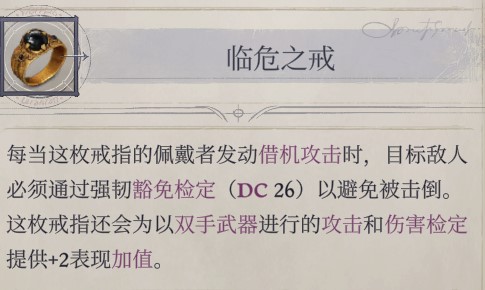 临危之戒
每当这枚戒指的佩戴者发动借机攻击时，目标敌人
必须通过强韧豁免检定（DC 26）以避免被击倒。
这枚戒指还会为以双手武器进行的攻击和伤害检定
提供+2表现加值。